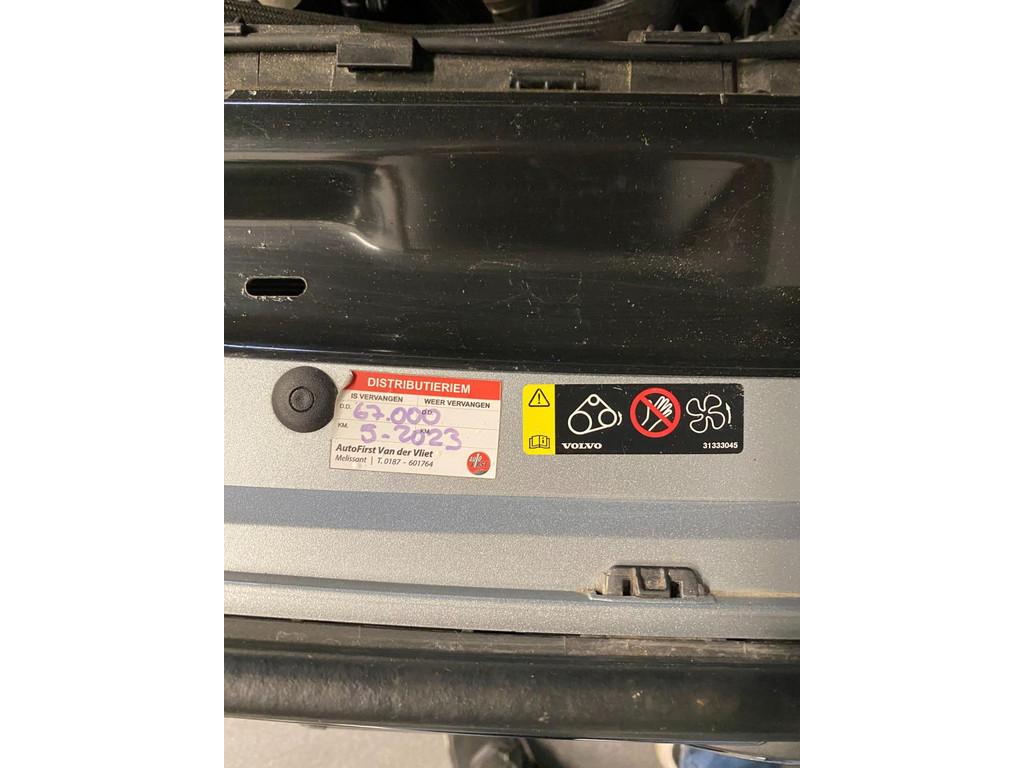 DISTRIBUTIERIEM
IS VERVANGEN WEER VERVANGEN
D.D. 67.000 D.D.
KM. 5-2023 KM.
AutoFirst Van der Vliet
Melissant | T. 0187 - 601764
VOLVO 31333045